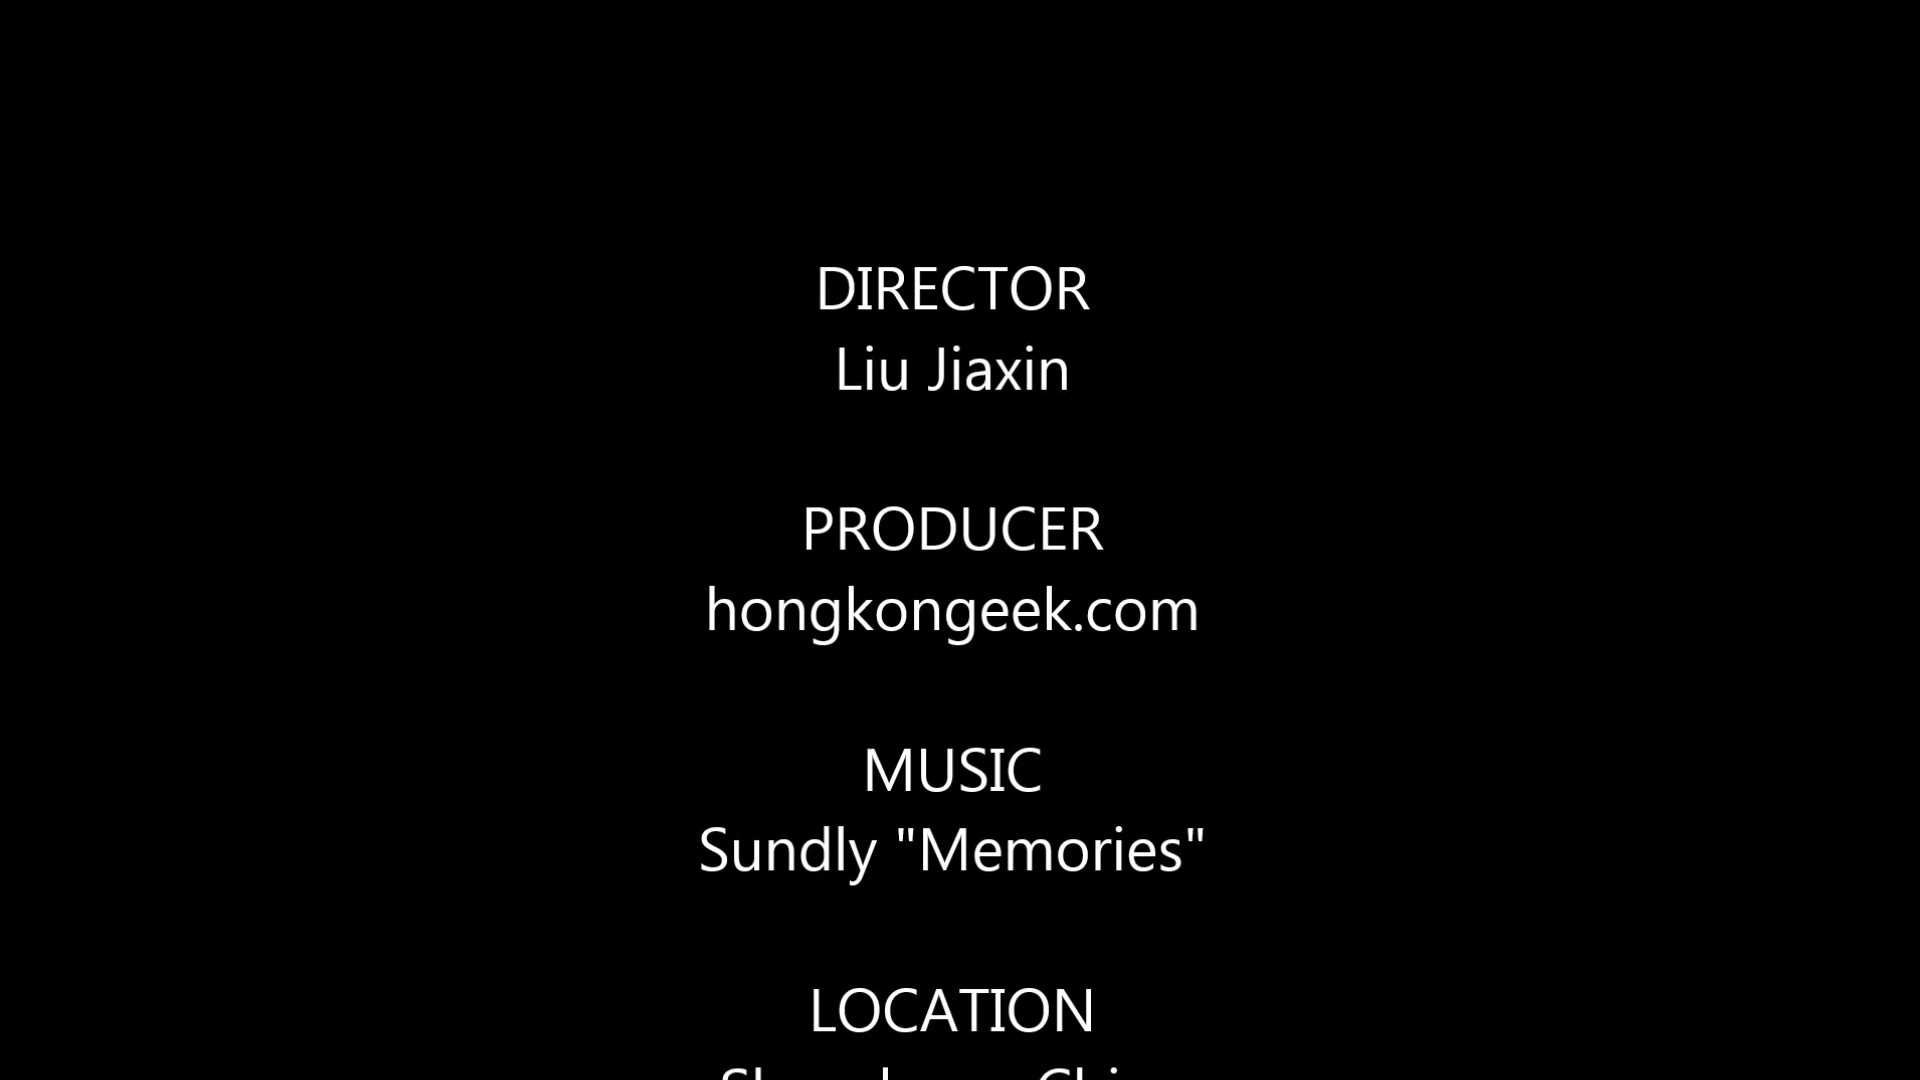 DIRECTOR
Liu Jiaxin
PRODUCER
hongkongeek.com
MUSIC
Sundly "Memories"
LOCATION